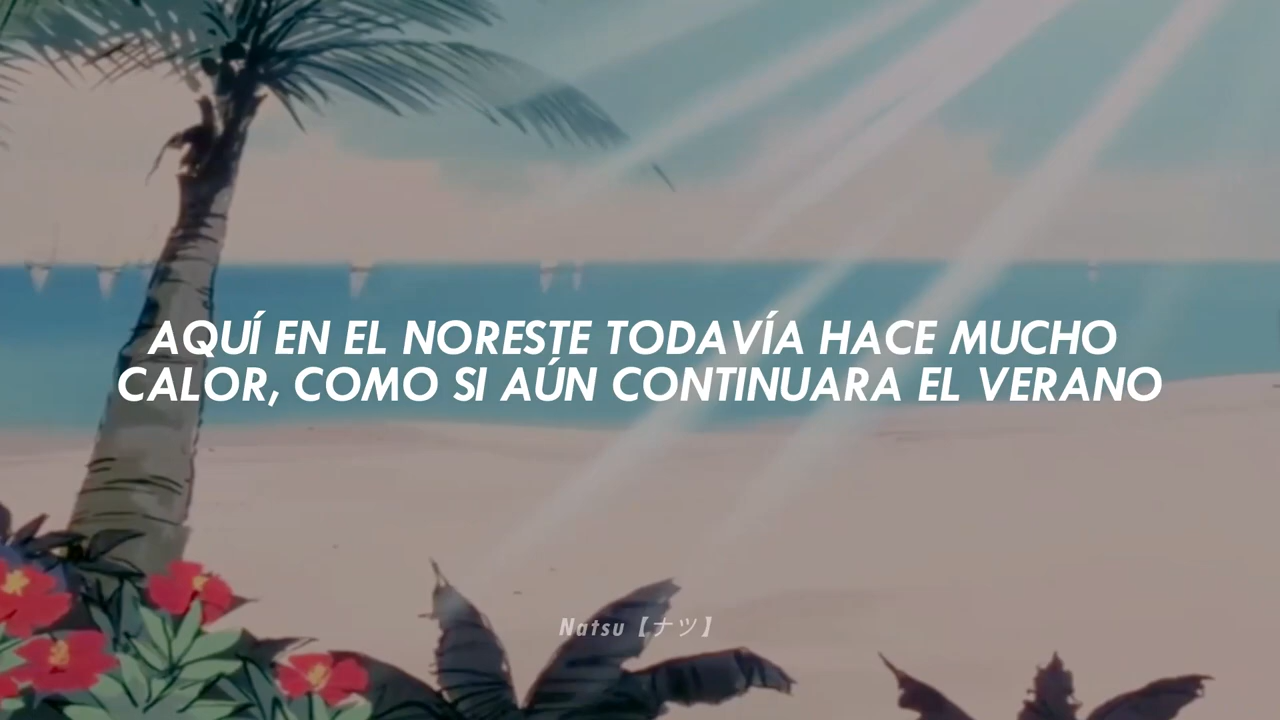 AQUÍ EN EL NORESTE TODAVÍA HACE MUCHO
CALOR, COMO SI AÚN CONTINUARA EL VERANO
Natsu【ナツ】